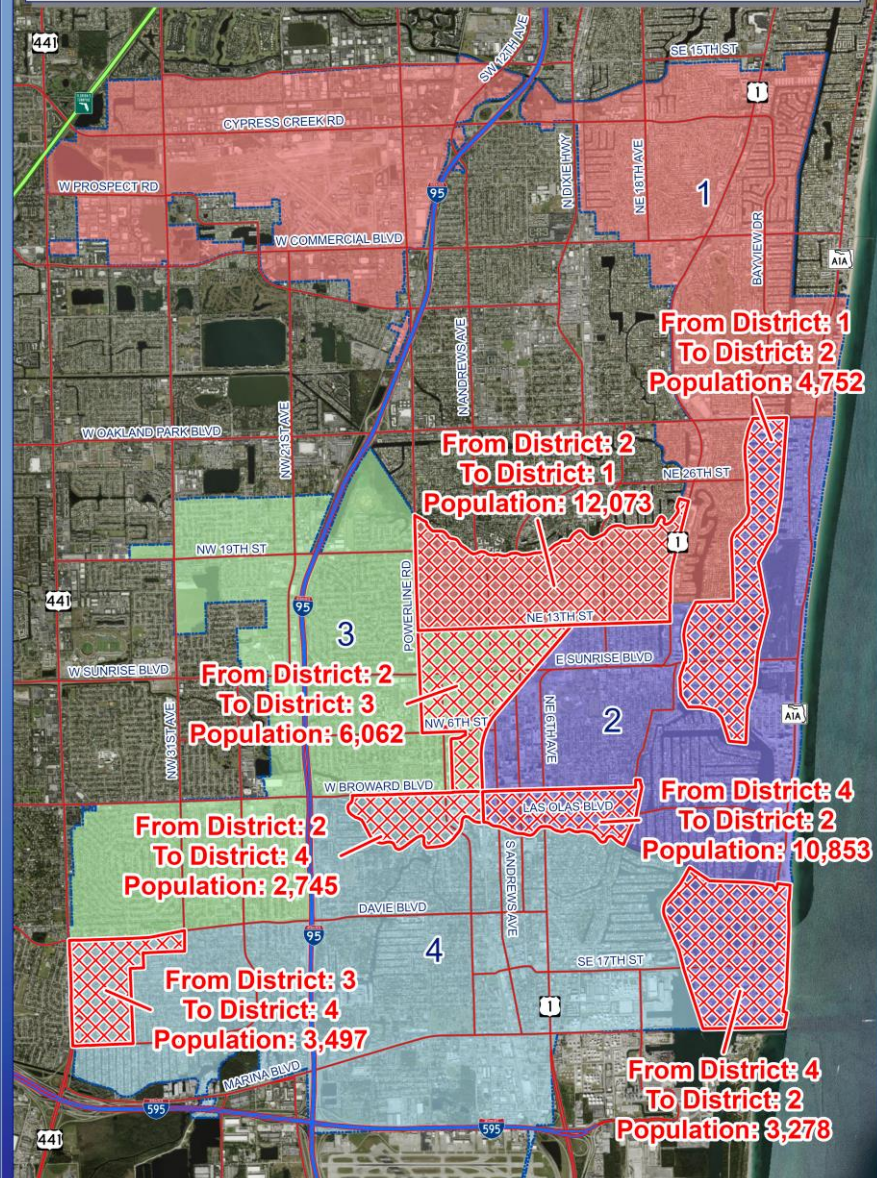 441
SW 12TH AVE
SE 15TH ST
1
CYPRESS CREEK RD
N DIXIE HWY
NE 18TH AVE
W PROSPECT RD
95
1
BAYVIEW DR
W COMMERCIAL BLVD
A1A
From District: 1
To District: 2
Population: 4,752
N ANDREWS AVE
NW 21ST AVE
W OAKLAND PARK BLVD
From District: 2
To District: 1
Population: 12,073
NE 26TH ST
1
NW 19TH ST
POWERLINE RD
441
95
NE 13TH ST
3
W SUNRISE BLVD
E SUNRISE BLVD
From District: 2
To District: 3
Population: 6,062
NW 6TH ST
NE 6TH AVE
2
A1A
NW 31ST AVE
W BROWARD BLVD
LAS OLAS BLVD
From District: 4
To District: 2
Population: 10,853
From District: 2
To District: 4
Population: 2,745
S ANDREWS AVE
DAVIE BLVD
95
4
SE 17TH ST
From District: 3
To District: 4
Population: 3,497
1
MARINA BLVD
From District: 4
To District: 2
Population: 3,278
595
595
441